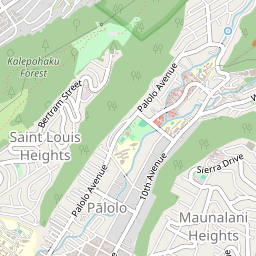 Kalepohaku
Forest
Bertram Street
Palolo Avenue
Saint Louis
Heights
Sierra Drive
Palolo Avenue
10th Avenue
Pālolo
Maunalani
Heights